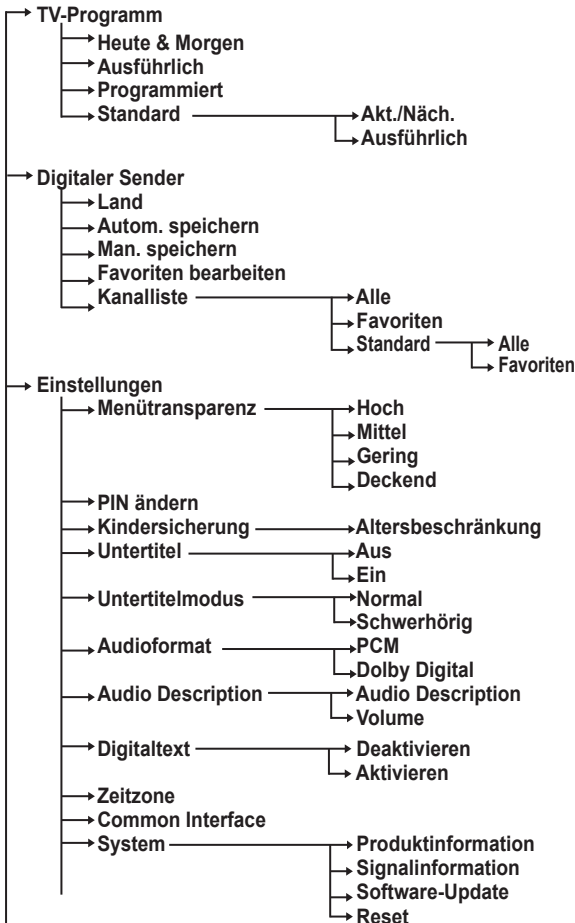 TV-Programm
Heute & Morgen
Ausführlich
Programmiert
Standard Akt./Näch.
Ausführlich
Digitaler Sender
Land
Autom. speichern
Man. speichern
Favoriten bearbeiten
Kanalliste Alle
Favoriten
Standard Alle
Favoriten
Einstellungen
Menütransparenz Hoch
Mittel
Gering
Deckend
PIN ändern
Kindersicherung Altersbeschränkung
Untertitel Aus
Ein
Untertitelmodus Normal
Schwerhörig
Audioformat PCM
Dolby Digital
Audio Description Audio Description
Volume
Digitaltext Deaktivieren
Aktivieren
Zeitzone
Common Interface
System Produktinformation
Signalinformation
Software-Update
Reset